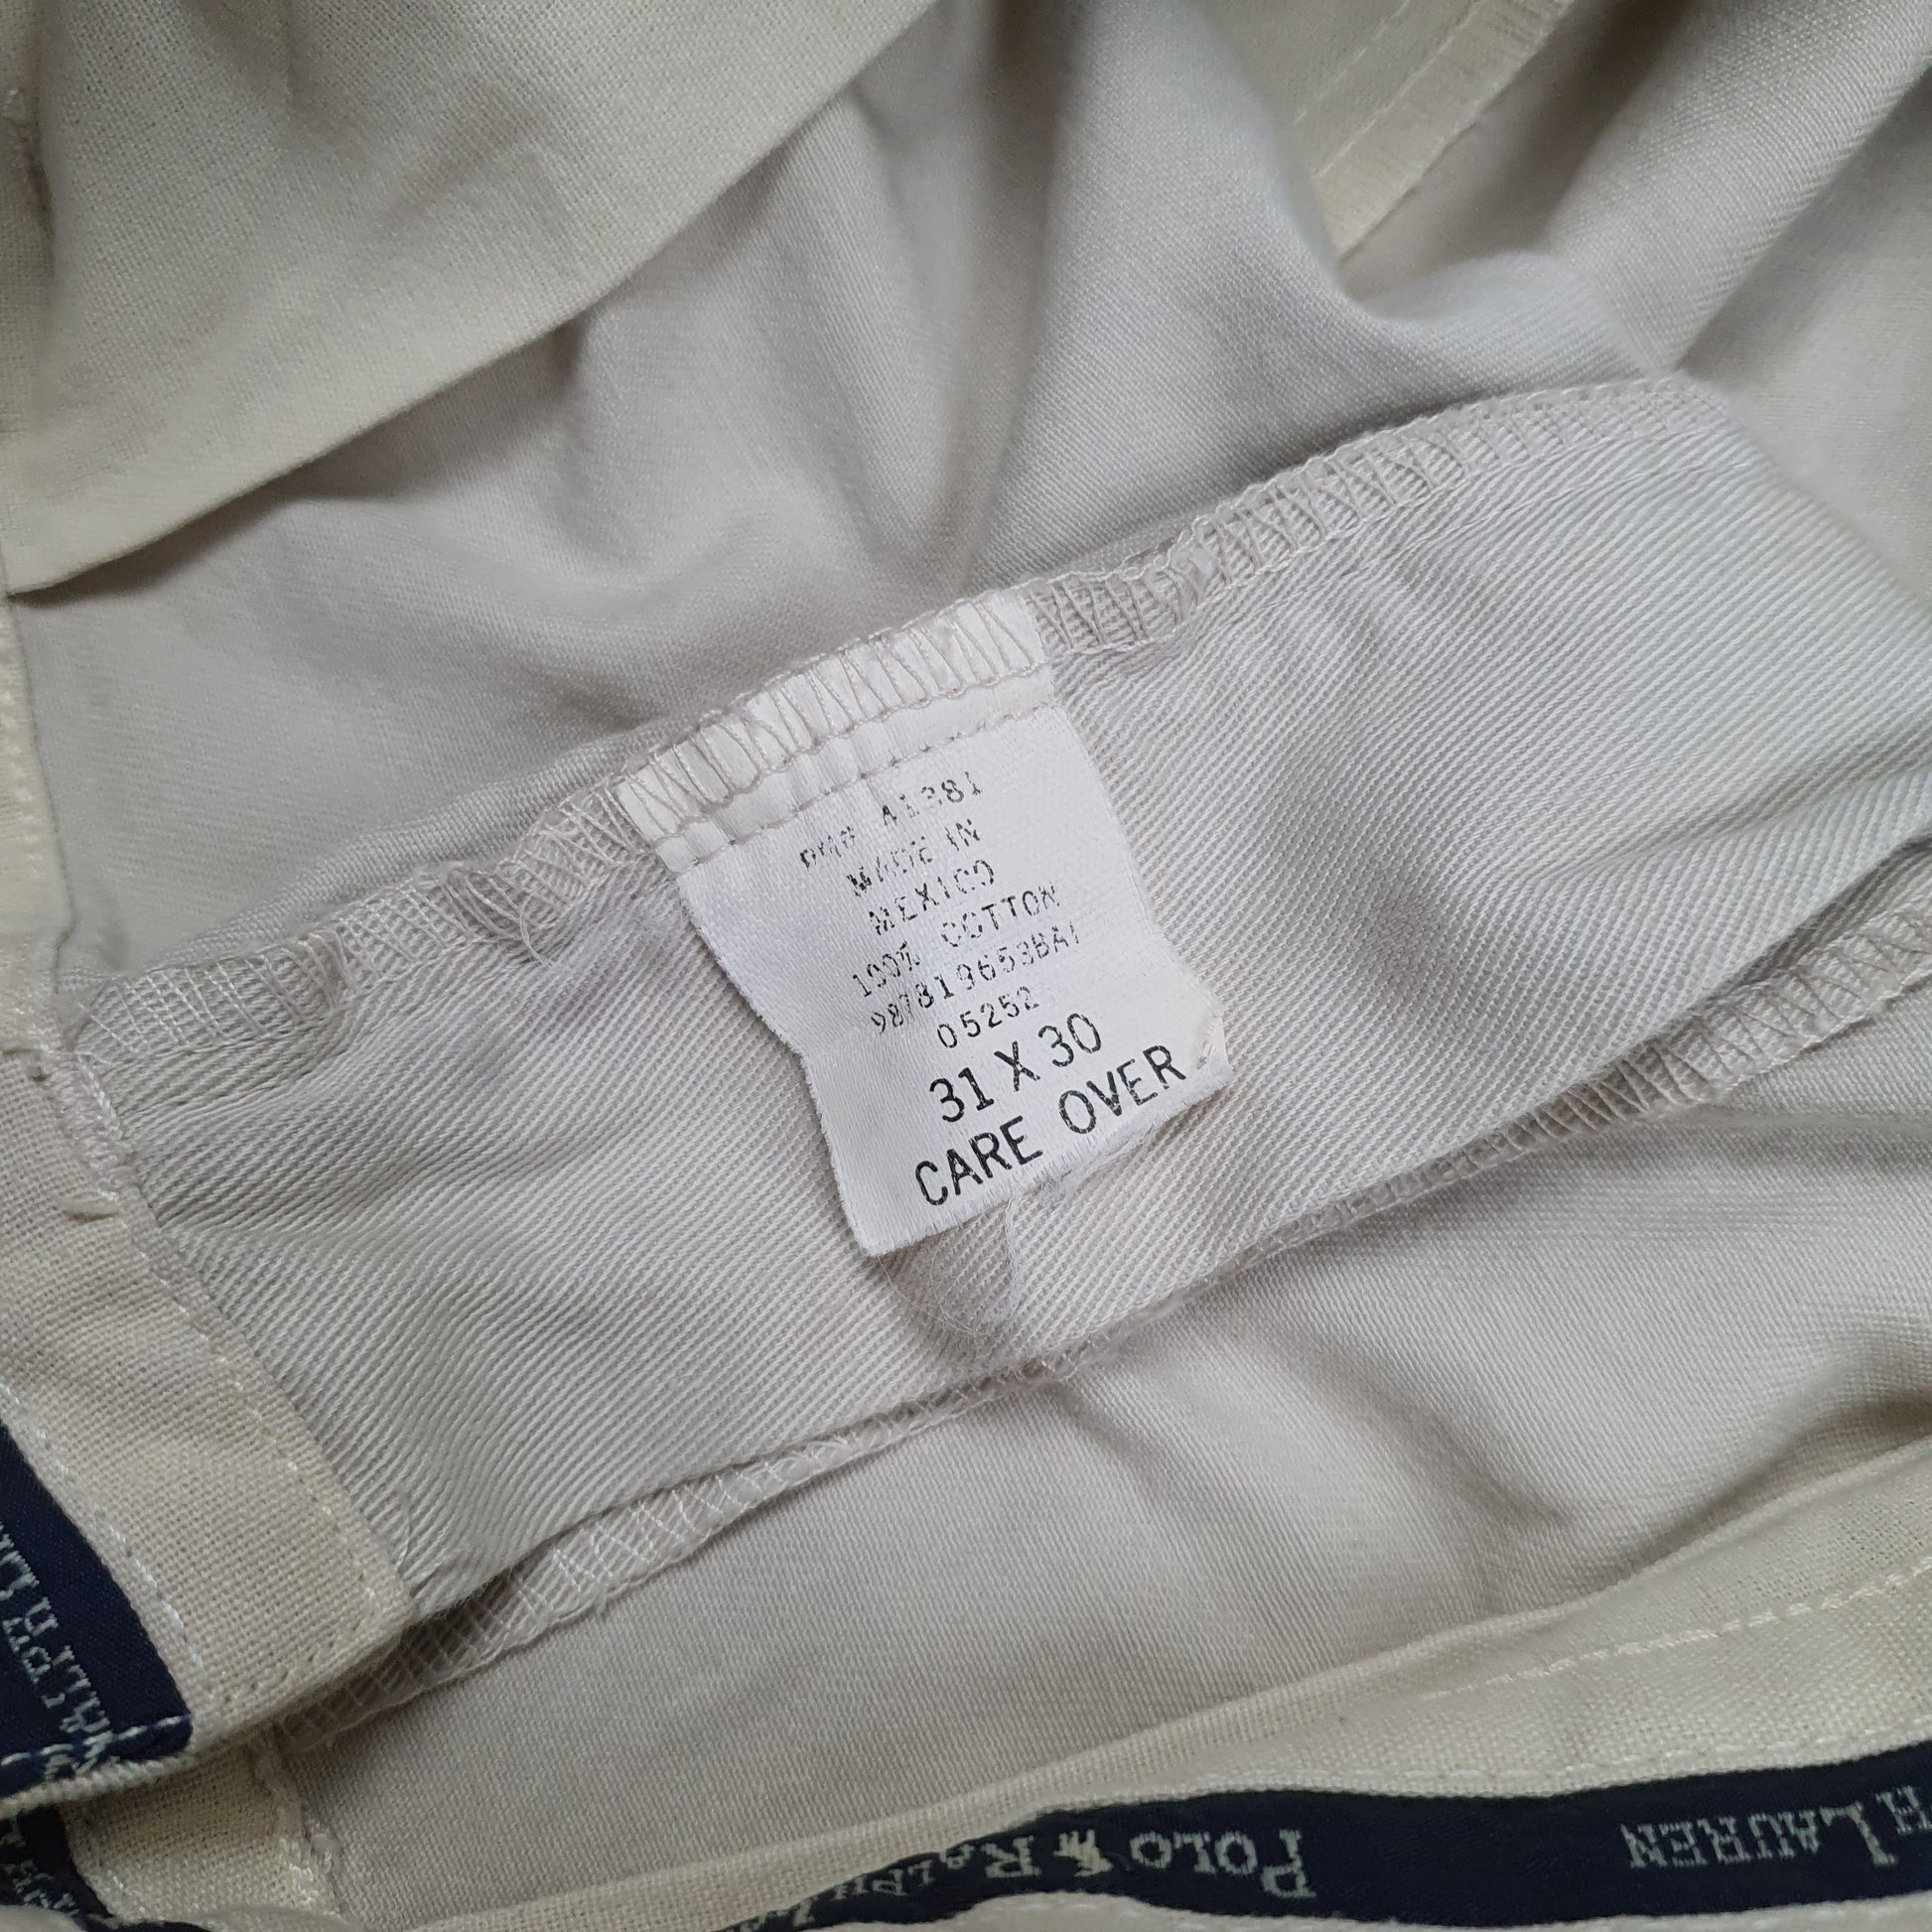 MADE IN
MEXICO
100% COTTON
05252
31 X 30
CARE OVER
POLO RALPH
LAUREN